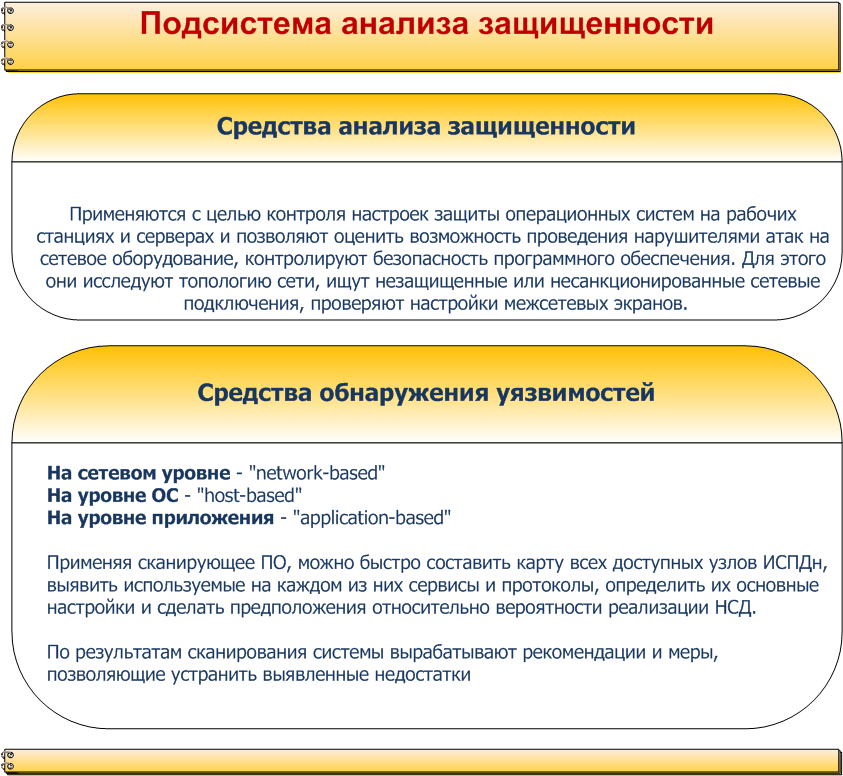 Подсистема анализа защищенности
Средства анализа защищенности
Применяются с целью контроля настроек защиты операционных систем на рабочих
станциях и серверах и позволяют оценить возможность проведения нарушителями атак на
сетевое оборудование, контролируют безопасность программного обеспечения. Для этого
они исследуют топологию сети, ищут незащищенные или несанкционированные сетевые
подключения, проверяют настройки межсетевых экранов.
Средства обнаружения уязвимостей
На сетевом уровне - "network-based"
На уровне ОС - "host-based"
На уровне приложения - "application-based"
Применяя сканирующее ПО, можно быстро составить карту всех доступных узлов ИСПДн,
выявить используемые на каждом из них сервисы и протоколы, определить их основные
настройки и сделать предположения относительно вероятности реализации НСД.
По результатам сканирования системы вырабатывают рекомендации и меры,
позволяющие устранить выявленные недостатки